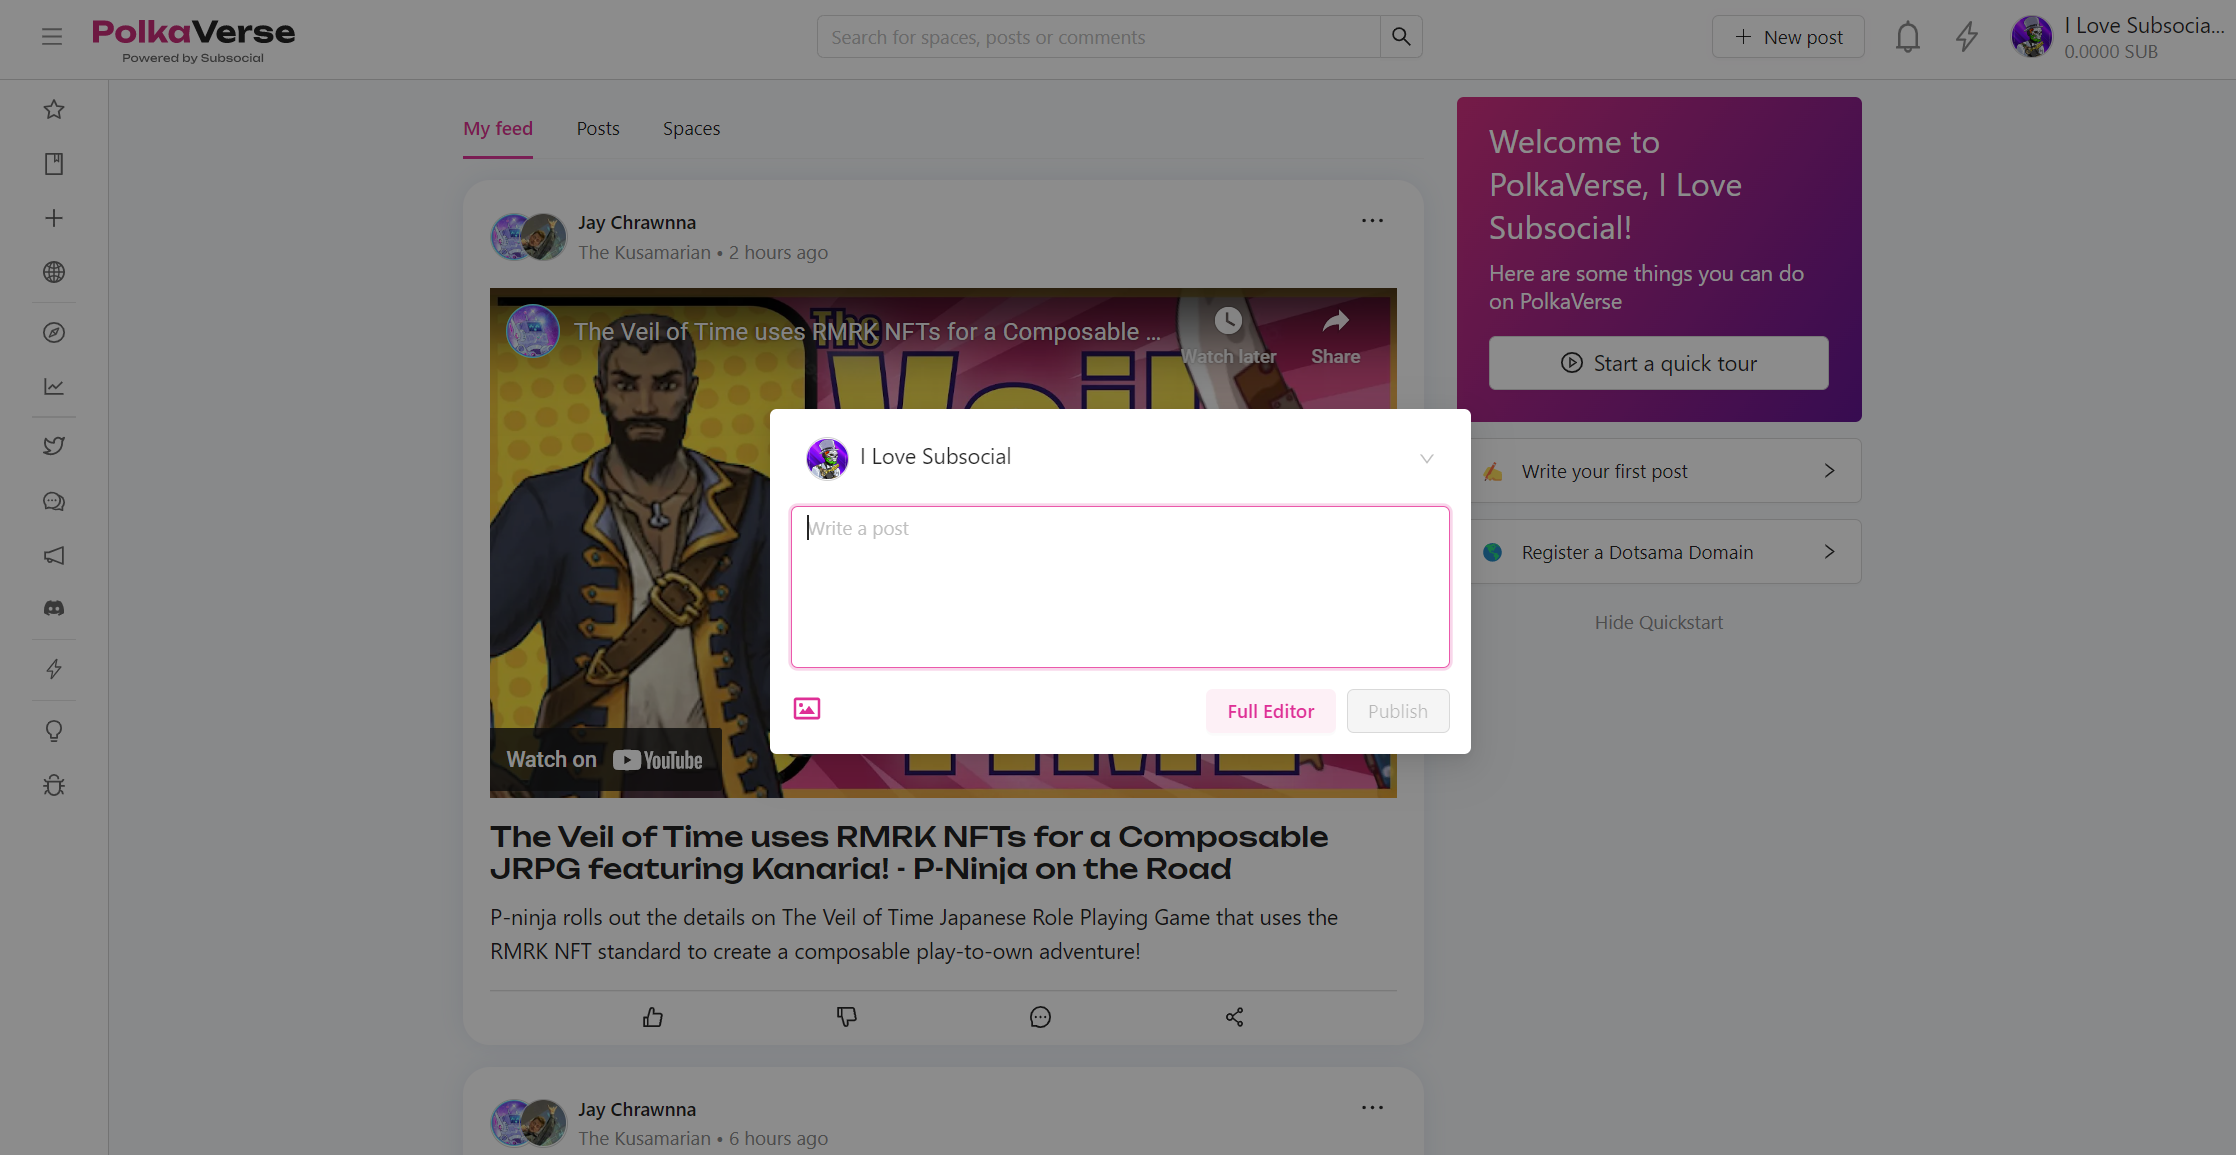 PolkaVerse
Powered by Subsocial
Search for spaces, posts or comments
New post
I Love Subsocia...
0.0000 SUB
My feed
Posts
Spaces
Jay Chrawnna
The Kusamarian • 2 hours ago
The Veil of Time uses RMRK NFTs for a Composable ...
Watch later
Share
The
Watch on YouTube
The Veil of Time uses RMRK NFTs for a Composable
JRPG featuring Kanaria! - P-Ninja on the Road
P-ninja rolls out the details on The Veil of Time Japanese Role Playing Game that uses the
RMRK NFT standard to create a composable play-to-own adventure!
Jay Chrawnna
The Kusamarian • 6 hours ago
I Love Subsocial
Write a post
Full Editor
Publish
Welcome to
PolkaVerse, I Love
Subsocial!
Here are some things you can do
on PolkaVerse
Start a quick tour
Write your first post
Register a Dotsama Domain
Hide Quickstart